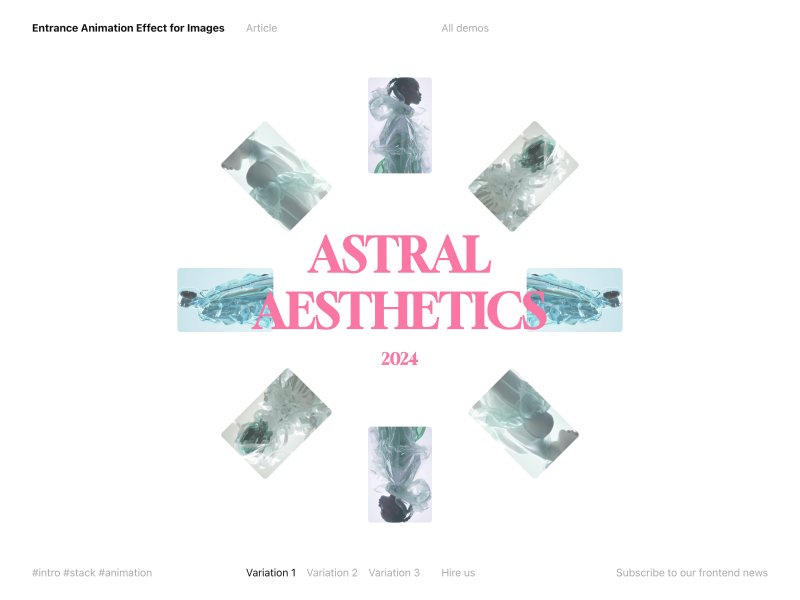 Entrance Animation Effect for Images Article All demos
ASTRAL
AESTHETICS
2024
#intro #stack #animation Variation 1 Variation 2 Variation 3 Hire us Subscribe to our frontend news